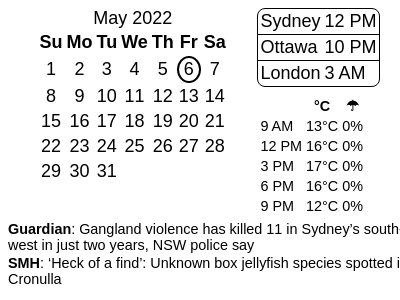 May 2022
Su Mo Tu We Th Fr Sa
1 2 3 4 5 6 7
8 9 10 11 12 13 14
15 16 17 18 19 20 21
22 23 24 25 26 27 28
29 30 31
Sydney 12 PM
Ottawa 10 PM
London 3 AM
°C ☂
9 AM 13°C 0%
12 PM 16°C 0%
3 PM 17°C 0%
6 PM 16°C 0%
9 PM 12°C 0%
Guardian: Gangland violence has killed 11 in Sydney’s south-
west in just two years, NSW police say
SMH: ‘Heck of a find’: Unknown box jellyfish species spotted i
Cronulla